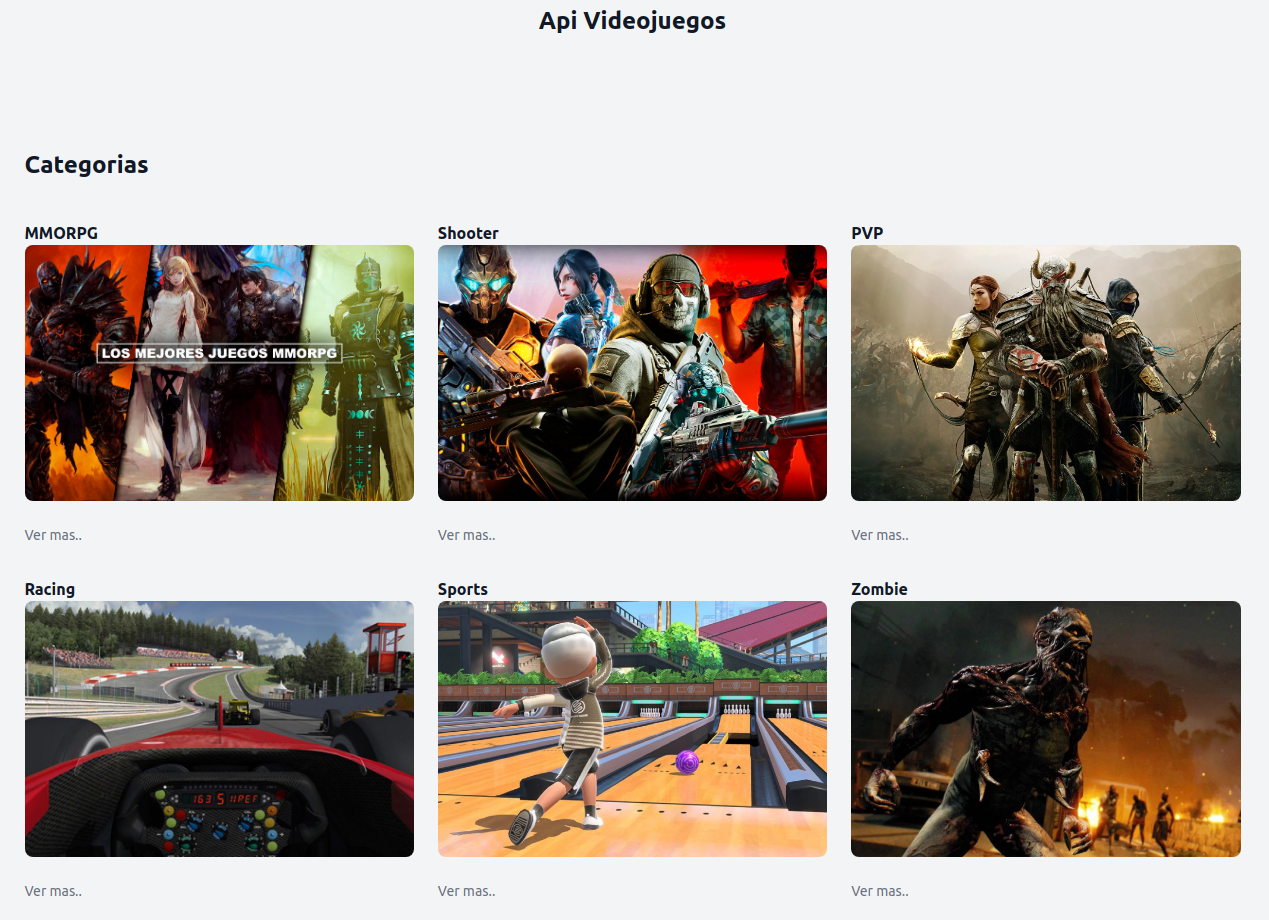 Api Videojuegos
Categorias
MMORPG
Shooter
PVP
LOS MEJORES JUEGOS MMORPG
Ver mas..
Ver mas..
Ver mas..
Racing
Sports
Zombie
Ver mas..
Ver mas..
Ver mas..